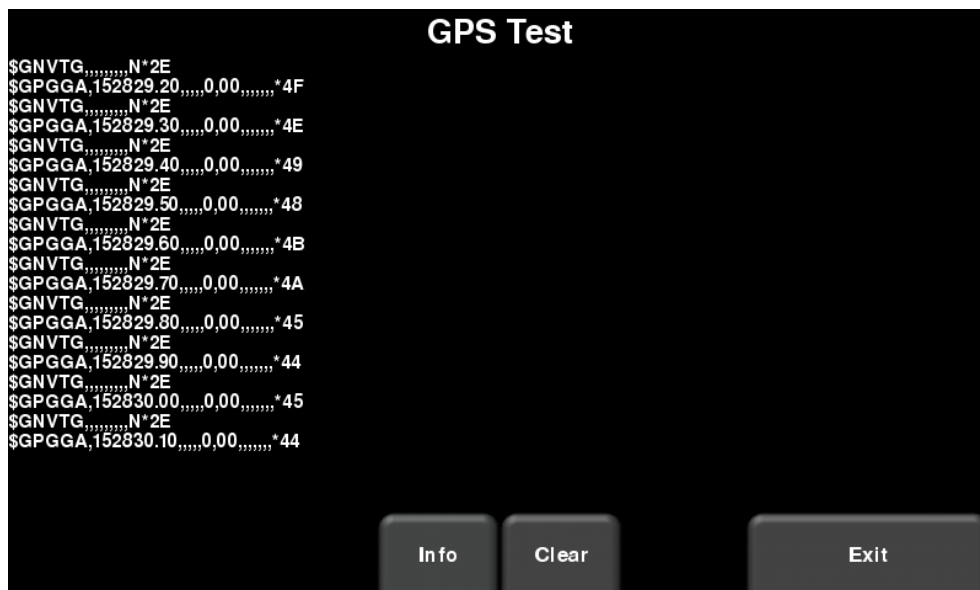 GPS Test
$GNVTG,,,,,,,,,N*2E
$GPGGA,152829.20,,,,,0,00,,,,,,,*4F
$GNVTG,,,,,,,,,N*2E
$GPGGA,152829.30,,,,,0,00,,,,,,,*4E
$GNVTG,,,,,,,,,N*2E
$GPGGA,152829.40,,,,,0,00,,,,,,,*49
$GNVTG,,,,,,,,,N*2E
$GPGGA,152829.50,,,,,0,00,,,,,,,*48
$GNVTG,,,,,,,,,N*2E
$GPGGA,152829.60,,,,,0,00,,,,,,,*4B
$GNVTG,,,,,,,,,N*2E
$GPGGA,152829.70,,,,,0,00,,,,,,,*4A
$GNVTG,,,,,,,,,N*2E
$GPGGA,152829.80,,,,,0,00,,,,,,,*45
$GNVTG,,,,,,,,,N*2E
$GPGGA,152829.90,,,,,0,00,,,,,,,*44
$GNVTG,,,,,,,,,N*2E
$GPGGA,152830.00,,,,,0,00,,,,,,,*45
$GNVTG,,,,,,,,,N*2E
$GPGGA,152830.10,,,,,0,00,,,,,,,*44
Info
Clear
Exit